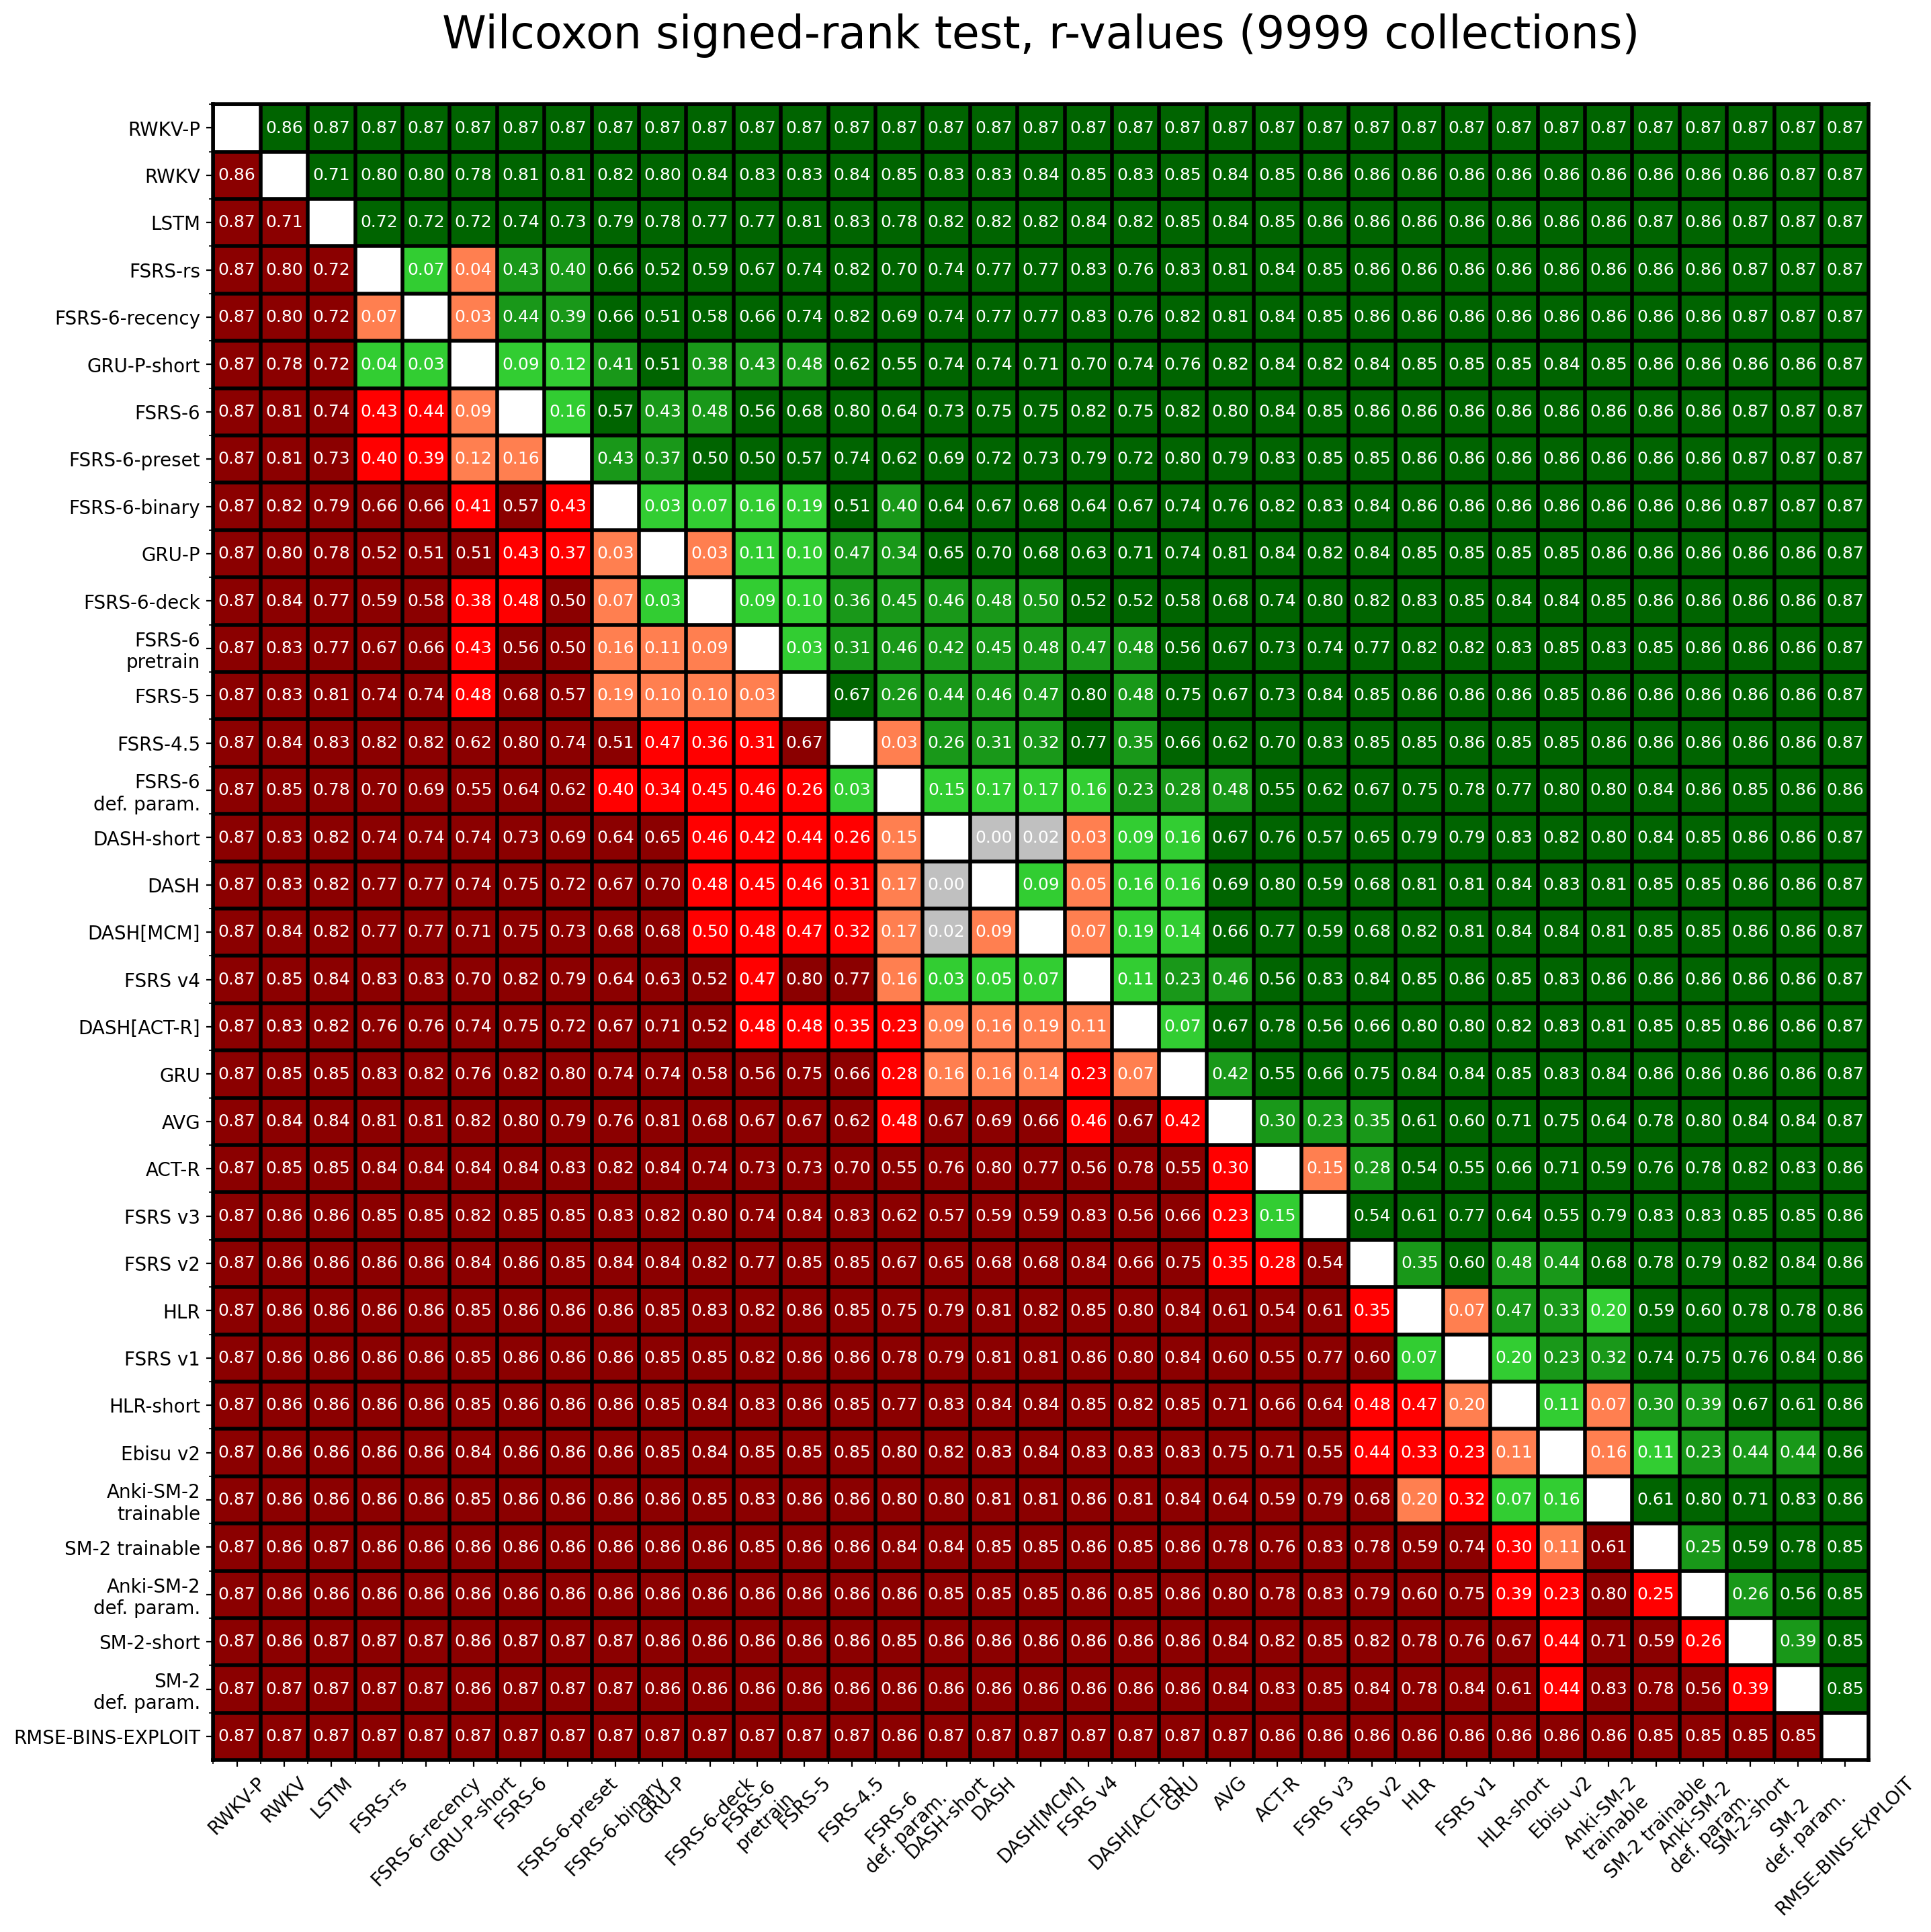 Wilcoxon signed-rank test, r-values (9999 collections)
RWKV-P 0.86 0.87 0.87 0.87 0.87 0.87 0.87 0.87 0.87 0.87 0.87 0.87 0.87 0.87 0.87 0.87 0.87 0.87 0.87 0.87 0.87 0.87 0.87 0.87 0.87 0.87 0.87 0.87 0.87 0.87 0.87 0.87 0.87 0.87
RWKV 0.86 0.71 0.80 0.80 0.78 0.81 0.81 0.82 0.80 0.84 0.83 0.83 0.84 0.85 0.83 0.83 0.84 0.85 0.83 0.85 0.84 0.85 0.86 0.86 0.86 0.86 0.86 0.86 0.86 0.86 0.86 0.86 0.87 0.87
LSTM 0.87 0.71 0.72 0.72 0.72 0.74 0.73 0.79 0.78 0.77 0.77 0.81 0.83 0.78 0.82 0.82 0.82 0.84 0.82 0.85 0.84 0.85 0.86 0.86 0.86 0.86 0.86 0.86 0.86 0.87 0.86 0.87 0.87 0.87
FSRS-rs 0.87 0.80 0.72 0.07 0.04 0.43 0.40 0.66 0.52 0.59 0.67 0.74 0.82 0.70 0.74 0.77 0.77 0.83 0.76 0.83 0.81 0.84 0.85 0.86 0.86 0.86 0.86 0.86 0.86 0.86 0.86 0.87 0.87 0.87
FSRS-6-recency 0.87 0.80 0.72 0.07 0.03 0.44 0.39 0.66 0.51 0.58 0.66 0.74 0.82 0.69 0.74 0.77 0.77 0.83 0.76 0.82 0.81 0.84 0.85 0.86 0.86 0.86 0.86 0.86 0.86 0.86 0.86 0.87 0.87 0.87
GRU-P-short 0.87 0.78 0.72 0.04 0.03 0.09 0.12 0.41 0.51 0.38 0.43 0.48 0.62 0.55 0.74 0.74 0.71 0.70 0.74 0.76 0.82 0.84 0.82 0.84 0.85 0.85 0.85 0.84 0.85 0.86 0.86 0.86 0.86 0.87
FSRS-6 0.87 0.81 0.74 0.43 0.44 0.09 0.16 0.57 0.43 0.48 0.56 0.68 0.80 0.64 0.73 0.75 0.75 0.82 0.75 0.82 0.80 0.84 0.85 0.86 0.86 0.86 0.86 0.86 0.86 0.86 0.86 0.87 0.87 0.87
FSRS-6-preset 0.87 0.81 0.73 0.40 0.39 0.12 0.16 0.43 0.37 0.50 0.50 0.57 0.74 0.62 0.69 0.72 0.73 0.79 0.72 0.80 0.79 0.83 0.85 0.85 0.86 0.86 0.86 0.86 0.86 0.86 0.86 0.87 0.87 0.87
FSRS-6-binary 0.87 0.82 0.79 0.66 0.66 0.41 0.57 0.43 0.03 0.07 0.16 0.19 0.51 0.40 0.64 0.67 0.68 0.64 0.67 0.74 0.76 0.82 0.83 0.84 0.86 0.86 0.86 0.86 0.86 0.86 0.86 0.87 0.87 0.87
GRU-P 0.87 0.80 0.78 0.52 0.51 0.51 0.43 0.37 0.03 0.03 0.11 0.10 0.47 0.34 0.65 0.70 0.68 0.63 0.71 0.74 0.81 0.84 0.82 0.84 0.85 0.85 0.85 0.85 0.86 0.86 0.86 0.86 0.86 0.87
FSRS-6-deck 0.87 0.84 0.77 0.59 0.58 0.38 0.48 0.50 0.07 0.03 0.09 0.10 0.36 0.45 0.46 0.48 0.50 0.52 0.52 0.58 0.68 0.74 0.80 0.82 0.83 0.85 0.84 0.84 0.85 0.86 0.86 0.86 0.86 0.87
FSRS-6
pretrain
0.87 0.83 0.77 0.67 0.66 0.43 0.56 0.50 0.16 0.11 0.09 0.03 0.31 0.46 0.42 0.45 0.48 0.47 0.48 0.56 0.67 0.73 0.74 0.77 0.82 0.82 0.83 0.85 0.83 0.85 0.86 0.86 0.86 0.87
FSRS-5 0.87 0.83 0.81 0.74 0.74 0.48 0.68 0.57 0.19 0.10 0.10 0.03 0.67 0.26 0.44 0.46 0.47 0.80 0.48 0.75 0.67 0.73 0.84 0.85 0.86 0.86 0.86 0.85 0.86 0.86 0.86 0.86 0.86 0.87
FSRS-4.5 0.87 0.84 0.83 0.82 0.82 0.62 0.80 0.74 0.51 0.47 0.36 0.31 0.67 0.03 0.26 0.31 0.32 0.77 0.35 0.66 0.62 0.70 0.83 0.85 0.85 0.86 0.85 0.85 0.86 0.86 0.86 0.86 0.86 0.87
FSRS-6
def. param.
0.87 0.85 0.78 0.70 0.69 0.55 0.64 0.62 0.40 0.34 0.45 0.46 0.26 0.03 0.15 0.17 0.17 0.16 0.23 0.28 0.48 0.55 0.62 0.67 0.75 0.78 0.77 0.80 0.80 0.84 0.86 0.85 0.86 0.86
DASH-short 0.87 0.83 0.82 0.74 0.74 0.74 0.73 0.69 0.64 0.65 0.46 0.42 0.44 0.26 0.15 0.00 0.02 0.03 0.09 0.16 0.67 0.76 0.57 0.65 0.79 0.79 0.83 0.82 0.80 0.84 0.85 0.86 0.86 0.87
DASH 0.87 0.83 0.82 0.77 0.77 0.74 0.75 0.72 0.67 0.70 0.48 0.45 0.46 0.31 0.17 0.00 0.09 0.05 0.16 0.16 0.69 0.80 0.59 0.68 0.81 0.81 0.84 0.83 0.81 0.85 0.85 0.86 0.86 0.87
DASH[MCM] 0.87 0.84 0.82 0.77 0.77 0.71 0.75 0.73 0.68 0.68 0.50 0.48 0.47 0.32 0.17 0.02 0.09 0.07 0.19 0.14 0.66 0.77 0.59 0.68 0.82 0.81 0.84 0.84 0.81 0.85 0.85 0.86 0.86 0.87
FSRS v4 0.87 0.85 0.84 0.83 0.83 0.70 0.82 0.79 0.64 0.63 0.52 0.47 0.80 0.77 0.16 0.03 0.05 0.07 0.11 0.23 0.46 0.56 0.83 0.84 0.85 0.86 0.85 0.83 0.86 0.86 0.86 0.86 0.86 0.87
DASH[ACT-R] 0.87 0.83 0.82 0.76 0.76 0.74 0.75 0.72 0.67 0.71 0.52 0.48 0.48 0.35 0.23 0.09 0.16 0.19 0.11 0.07 0.67 0.78 0.56 0.66 0.80 0.80 0.82 0.83 0.81 0.85 0.85 0.86 0.86 0.87
GRU 0.87 0.85 0.85 0.83 0.82 0.76 0.82 0.80 0.74 0.74 0.58 0.56 0.75 0.66 0.28 0.16 0.16 0.14 0.23 0.07 0.42 0.55 0.66 0.75 0.84 0.84 0.85 0.83 0.84 0.86 0.86 0.86 0.86 0.87
AVG 0.87 0.84 0.84 0.81 0.81 0.82 0.80 0.79 0.76 0.81 0.68 0.67 0.67 0.62 0.48 0.67 0.69 0.66 0.46 0.67 0.42 0.30 0.23 0.35 0.61 0.60 0.71 0.75 0.64 0.78 0.80 0.84 0.84 0.87
ACT-R 0.87 0.85 0.85 0.84 0.84 0.84 0.84 0.83 0.82 0.84 0.74 0.73 0.73 0.70 0.55 0.76 0.80 0.77 0.56 0.78 0.55 0.30 0.15 0.28 0.54 0.55 0.66 0.71 0.59 0.76 0.78 0.82 0.83 0.86
FSRS v3 0.87 0.86 0.86 0.85 0.85 0.82 0.85 0.85 0.83 0.82 0.80 0.74 0.84 0.83 0.62 0.57 0.59 0.59 0.83 0.56 0.66 0.23 0.15 0.54 0.61 0.77 0.64 0.55 0.79 0.83 0.83 0.85 0.85 0.86
FSRS v2 0.87 0.86 0.86 0.86 0.86 0.84 0.86 0.85 0.84 0.84 0.82 0.77 0.85 0.85 0.67 0.65 0.68 0.68 0.84 0.66 0.75 0.35 0.28 0.54 0.35 0.60 0.48 0.44 0.68 0.78 0.79 0.82 0.84 0.86
HLR 0.87 0.86 0.86 0.86 0.86 0.85 0.86 0.86 0.86 0.85 0.83 0.82 0.86 0.85 0.75 0.79 0.81 0.82 0.85 0.80 0.84 0.61 0.54 0.61 0.35 0.07 0.47 0.33 0.20 0.59 0.60 0.78 0.78 0.86
FSRS v1 0.87 0.86 0.86 0.86 0.86 0.85 0.86 0.86 0.86 0.85 0.85 0.82 0.86 0.86 0.78 0.79 0.81 0.81 0.86 0.80 0.84 0.60 0.55 0.77 0.60 0.07 0.20 0.23 0.32 0.74 0.75 0.76 0.84 0.86
HLR-short 0.87 0.86 0.86 0.86 0.86 0.85 0.86 0.86 0.86 0.85 0.84 0.83 0.86 0.85 0.77 0.83 0.84 0.84 0.85 0.82 0.85 0.71 0.66 0.64 0.48 0.47 0.20 0.11 0.07 0.30 0.39 0.67 0.61 0.86
Ebisu v2 0.87 0.86 0.86 0.86 0.86 0.84 0.86 0.86 0.86 0.85 0.84 0.85 0.85 0.85 0.80 0.82 0.83 0.84 0.83 0.83 0.83 0.75 0.71 0.55 0.44 0.33 0.23 0.11 0.16 0.11 0.23 0.44 0.44 0.86
Anki-SM-2
trainable
0.87 0.86 0.86 0.86 0.86 0.85 0.86 0.86 0.86 0.86 0.85 0.83 0.86 0.86 0.80 0.80 0.81 0.81 0.86 0.81 0.84 0.64 0.59 0.79 0.68 0.20 0.32 0.07 0.16 0.61 0.80 0.71 0.83 0.86
SM-2 trainable 0.87 0.86 0.87 0.86 0.86 0.86 0.86 0.86 0.86 0.86 0.86 0.85 0.86 0.86 0.84 0.84 0.85 0.85 0.86 0.85 0.86 0.78 0.76 0.83 0.78 0.59 0.74 0.30 0.11 0.61 0.25 0.59 0.78 0.85
Anki-SM-2
def. param.
0.87 0.86 0.86 0.86 0.86 0.86 0.86 0.86 0.86 0.86 0.86 0.86 0.86 0.86 0.86 0.85 0.85 0.85 0.86 0.85 0.86 0.80 0.78 0.83 0.79 0.60 0.75 0.39 0.23 0.80 0.25 0.26 0.56 0.85
SM-2-short 0.87 0.86 0.87 0.87 0.87 0.86 0.87 0.87 0.87 0.86 0.86 0.86 0.86 0.86 0.85 0.86 0.86 0.86 0.86 0.86 0.86 0.84 0.82 0.85 0.82 0.78 0.76 0.67 0.44 0.71 0.59 0.26 0.39 0.85
SM-2
def. param.
0.87 0.87 0.87 0.87 0.87 0.86 0.87 0.87 0.87 0.86 0.86 0.86 0.86 0.86 0.86 0.86 0.86 0.86 0.86 0.86 0.86 0.84 0.83 0.85 0.84 0.78 0.84 0.61 0.44 0.83 0.78 0.56 0.39 0.85
RMSE-BINS-EXPLOIT 0.87 0.87 0.87 0.87 0.87 0.87 0.87 0.87 0.87 0.87 0.87 0.87 0.87 0.87 0.86 0.87 0.87 0.87 0.87 0.87 0.87 0.87 0.86 0.86 0.86 0.86 0.86 0.86 0.86 0.86 0.85 0.85 0.85 0.85
RWKV-P
RWKV
LSTM
FSRS-rs
FSRS-6-recency
GRU-P-short
FSRS-6
FSRS-6-preset
FSRS-6-binary
GRU-P
FSRS-6-deck
FSRS-6
pretrain
FSRS-5
FSRS-4.5
FSRS-6
def. param.
DASH-short
DASH
DASH[MCM]
FSRS v4
DASH[ACT-R]
GRU
AVG
ACT-R
FSRS v3
FSRS v2
HLR
FSRS v1
HLR-short
Ebisu v2
Anki-SM-2
trainable
SM-2 trainable
Anki-SM-2
def. param.
SM-2-short
SM-2
def. param.
RMSE-BINS-EXPLOIT